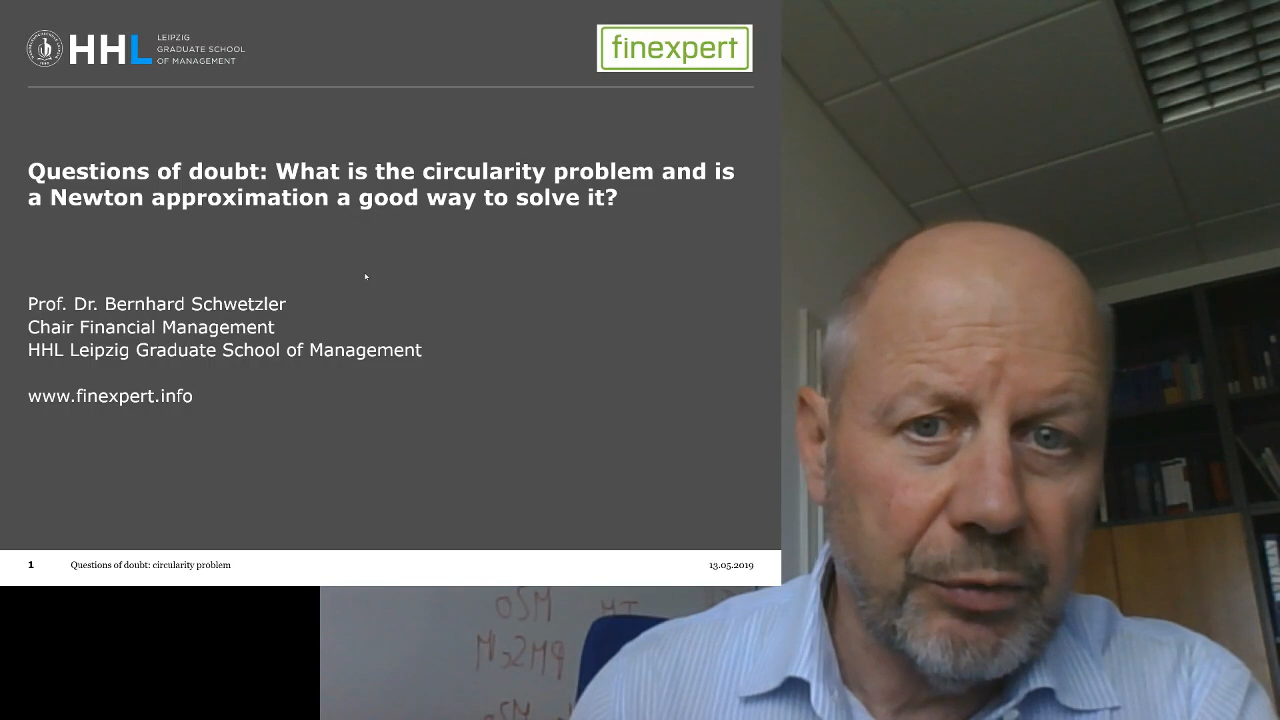 HHL
LEIPZIG
GRADUATE SCHOOL
OF MANAGEMENT
finexpert
Questions of doubt: What is the circularity problem and is
a Newton approximation a good way to solve it?
Prof. Dr. Bernhard Schwetzler
Chair Financial Management
HHL Leipzig Graduate School of Management
www.finexpert.info
1 Questions of doubt: circularity problem 13.05.2019
OSM